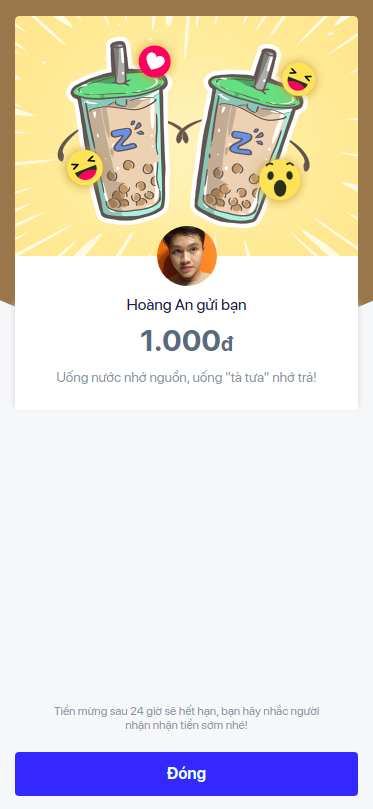 Z
Z
Hoàng An gửi bạn
1.000đ
Uống nước nhớ nguồn, uống "tà tưa" nhớ trả!
Tiền mừng sau 24 giờ sẽ hết hạn, bạn hãy nhắc người
nhận nhận tiền sớm nhé!
Đóng